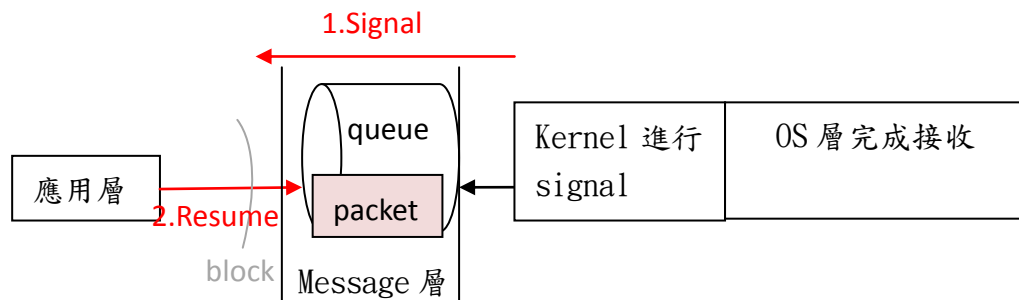 1.Signal
queue
packet
Kernel 進行
signal
OS 層完成接收
應用層
2.Resume
block
Message 層